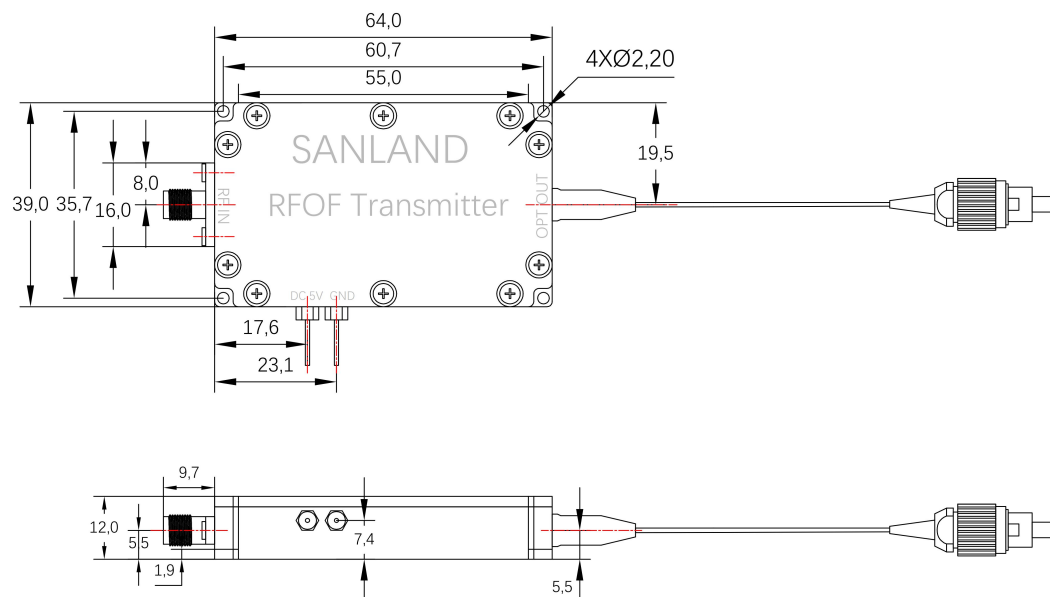 64,0
60,7
55,0
4XØ2,20
SANLAND
RFOF Transmitter
RF IN
OPT OUT
39,0
35,7
16,0
8,0
19,5
DC 5V GND
17,6
23,1
9,7
12,0
5,5
1,9
7,4
5,5